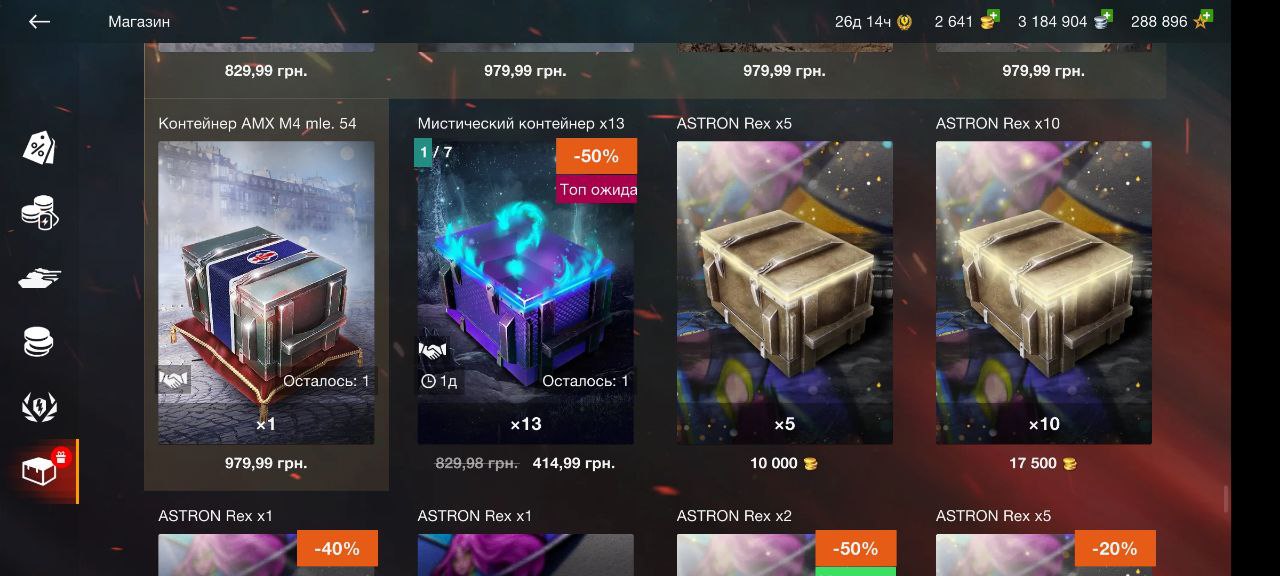 Магазин
26д 14ч
2 641
3 184 904
288 896
829,99 грн.
979,99 грн.
979,99 грн.
979,99 грн.
Контейнер AMX M4 mle. 54
Мистический контейнер x13
ASTRON Rex x5
ASTRON Rex x10
1 / 7
-50%
Топ ожида
Осталось: 1
1д
Осталось: 1
×1
×13
×5
×10
979,99 грн.
829,98 грн. 414,99 грн.
10 000
17 500
ASTRON Rex x1
ASTRON Rex x1
ASTRON Rex x2
ASTRON Rex x5
-40%
-50%
-20%